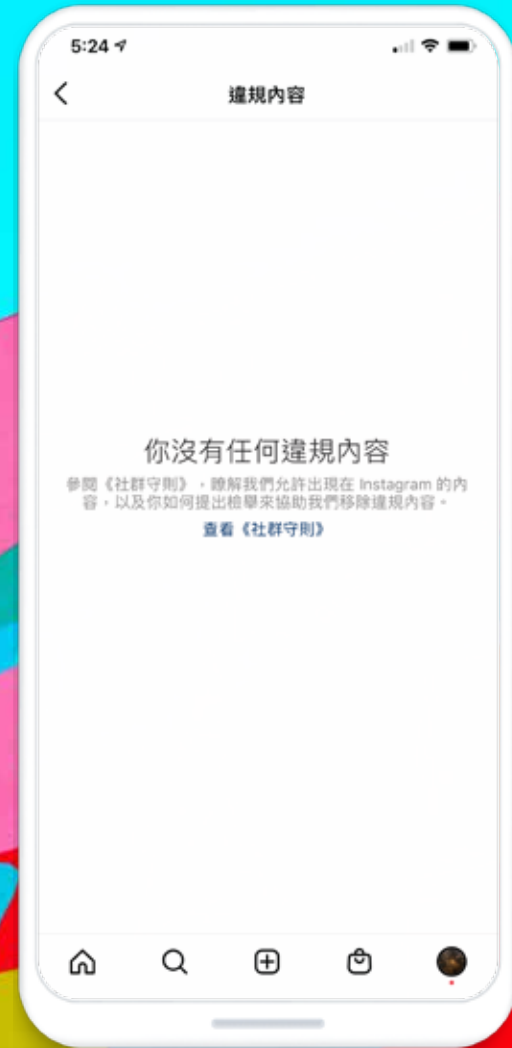 5:24
違規內容
你沒有任何違規內容
參閱《社群守則》，瞭解我們允許出現在 Instagram 的內
容，以及你如何提出檢舉來協助我們移除違規內容。
查看《社群守則》